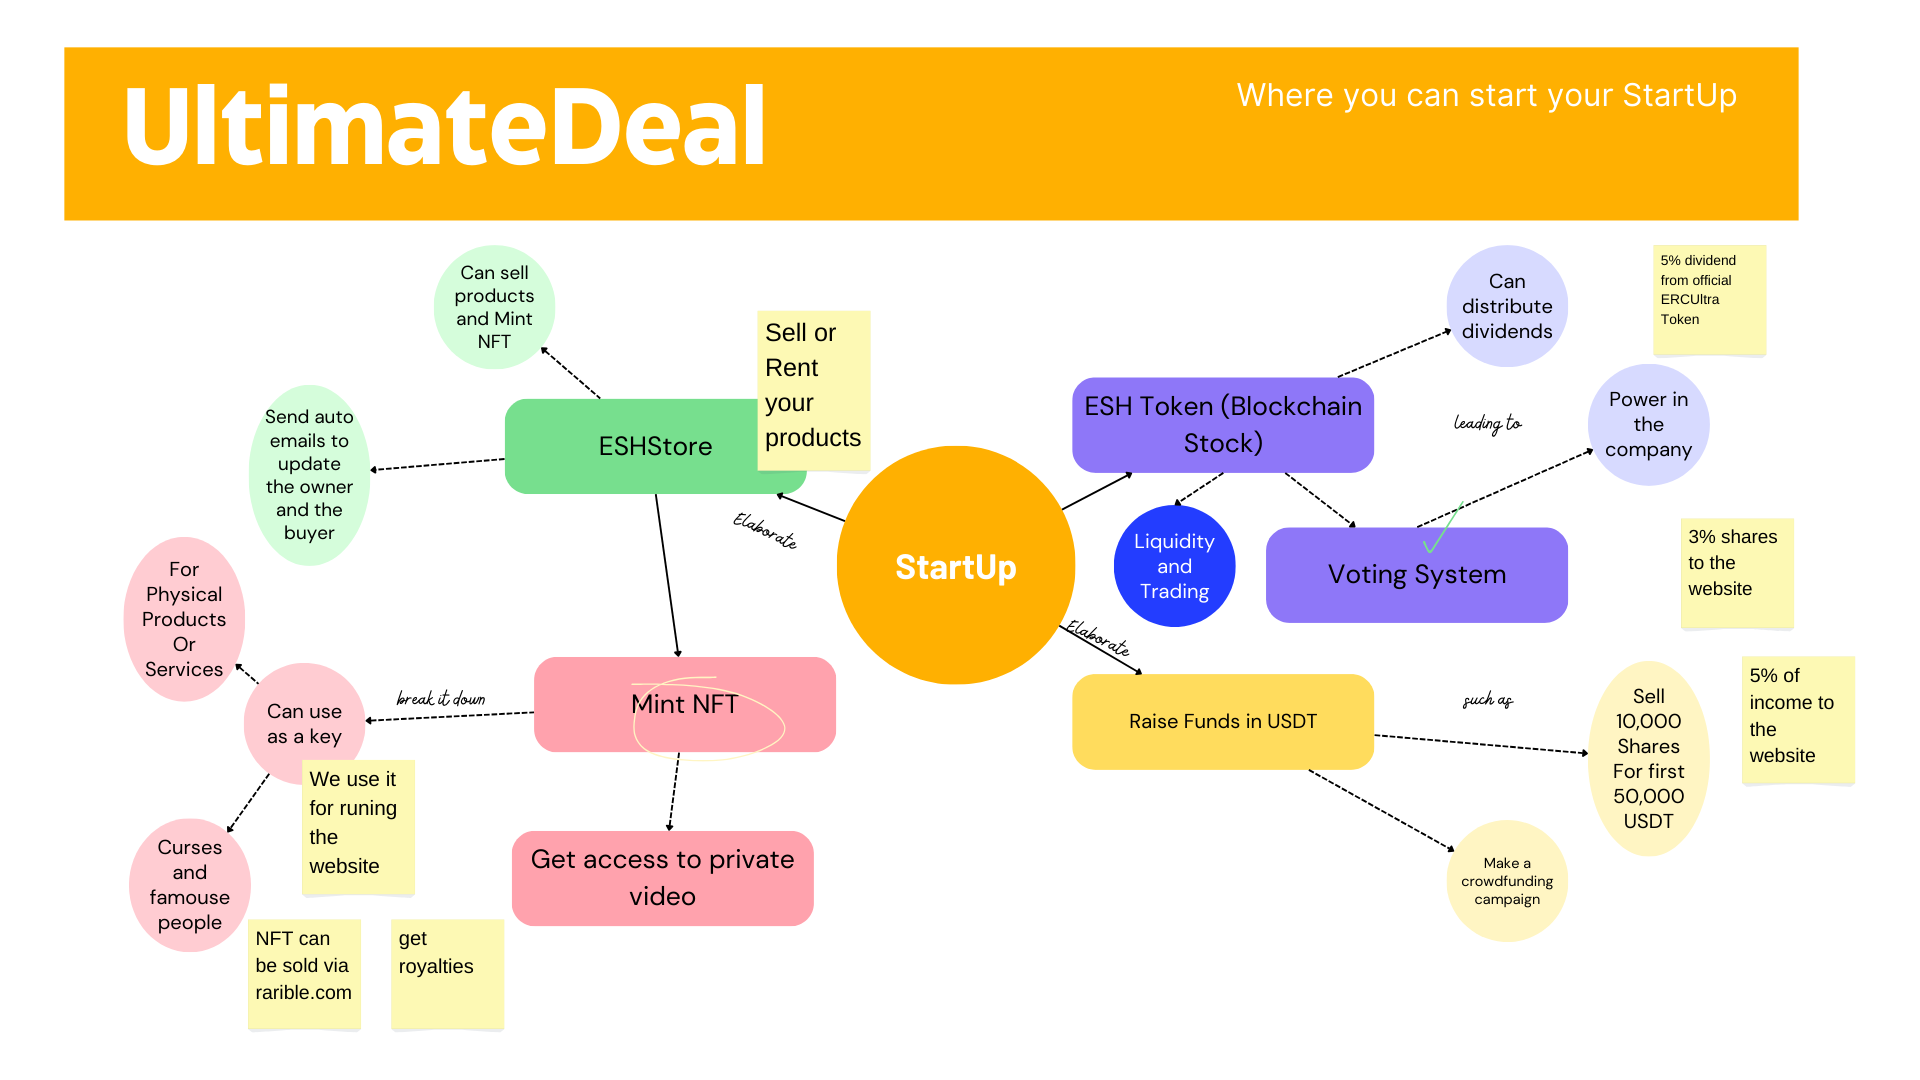 UltimateDeal
Where you can start your StartUp
Can sell
products
and Mint
NFT
Sell or
Rent
your
products
Send auto
emails to
update
the owner
and the
buyer
ESHStore
Elaborate
StartUp
ESH Token (Blockchain
Stock)
Can
distribute
dividends
5% dividend
from official
ERCUltra
Token
leading to
Power in
the
company
Liquidity
and
Trading
Voting System
3% shares
to the
website
Elaborate
Raise Funds in USDT
such as
Sell
10,000
Shares
For first
50,000
USDT
5% of
income to
the
website
Make a
crowdfunding
campaign
For
Physical
Products
Or
Services
Can use
as a key
break it down
Mint NFT
We use it
for runing
the
website
Curses
and
famouse
people
Get access to private
video
NFT can
be sold via
rarible.com
get
royalties